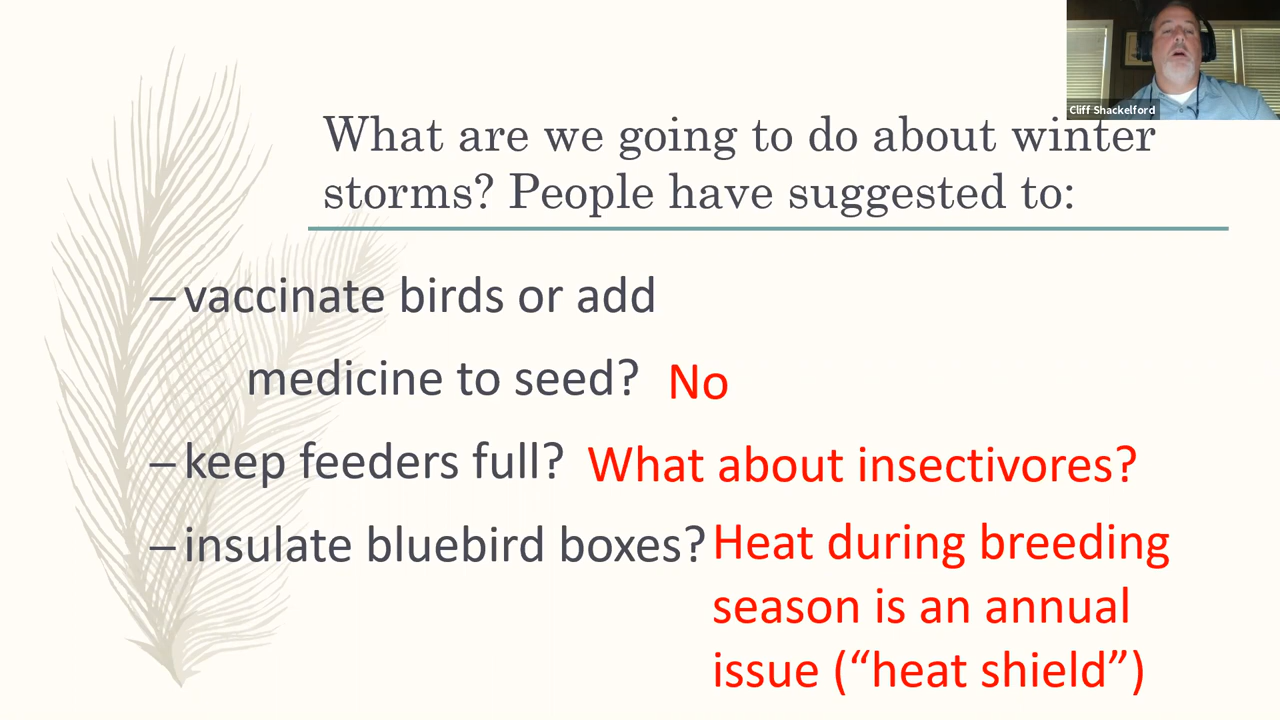 Cliff Shackelford
What are we going to do about winter
storms? People have suggested to:
– vaccinate birds or add
medicine to seed? No
– keep feeders full? What about insectivores?
– insulate bluebird boxes? Heat during breeding
season is an annual
issue (“heat shield”)